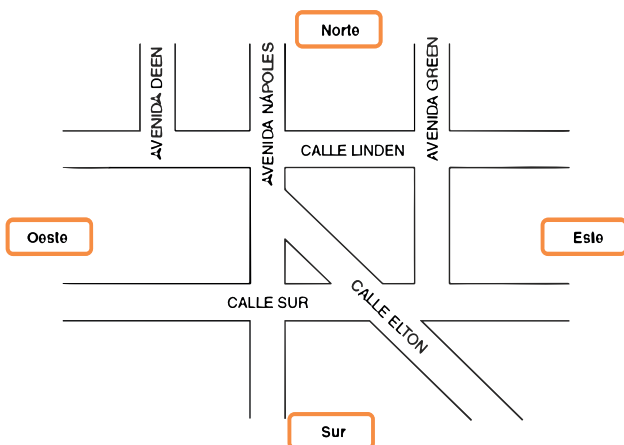 Norte
AVENIDA DEEN
AVENIDA NÁPOLES
AVENIDA GREEN
CALLE LINDEN
Oeste
Este
CALLE SUR
CALLE ELTON
Sur